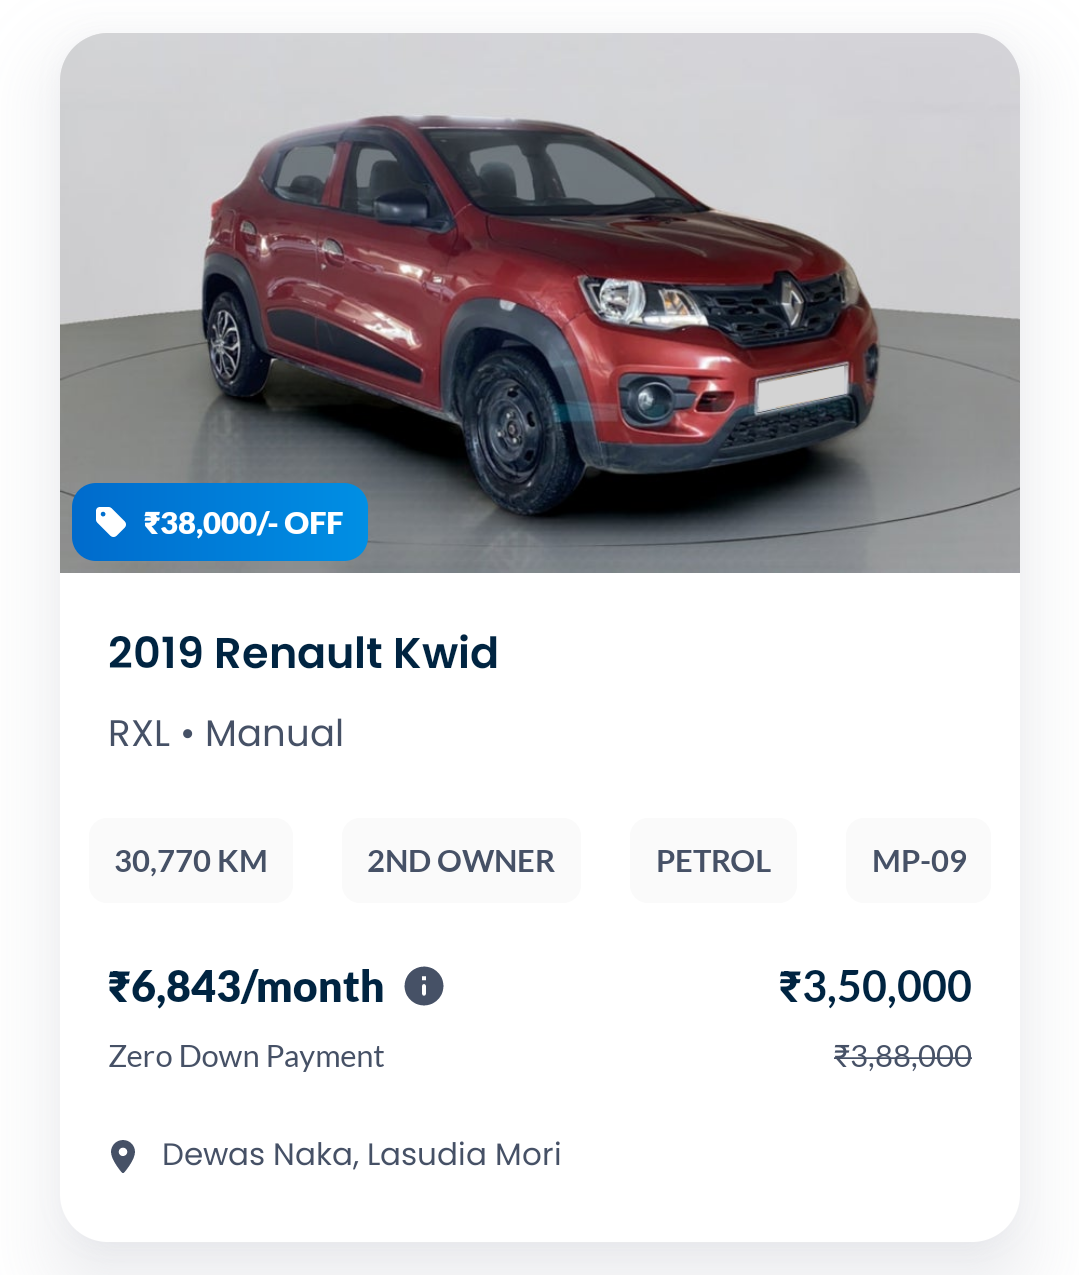 ₹38,000/- OFF
2019 Renault Kwid
RXL • Manual
30,770 KM 2ND OWNER PETROL MP-09
₹6,843/month ₹3,50,000
Zero Down Payment ₹3,88,000
Dewas Naka, Lasudia Mori